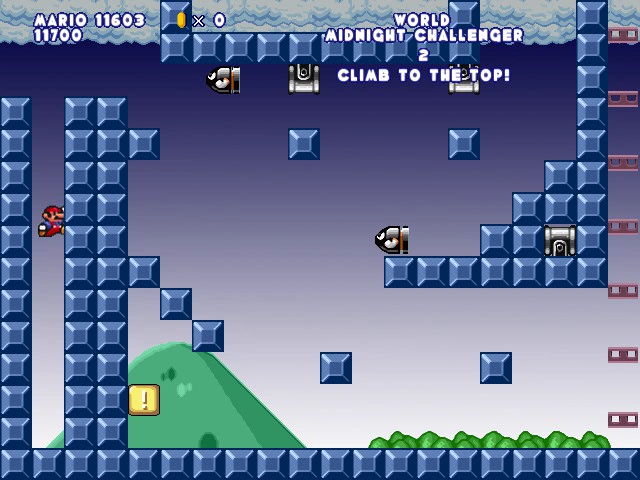 MARIO 11603
11700
× 0
WORLD
MIDNIGHT CHALLENGER
2
CLIMB TO THE TOP!
!